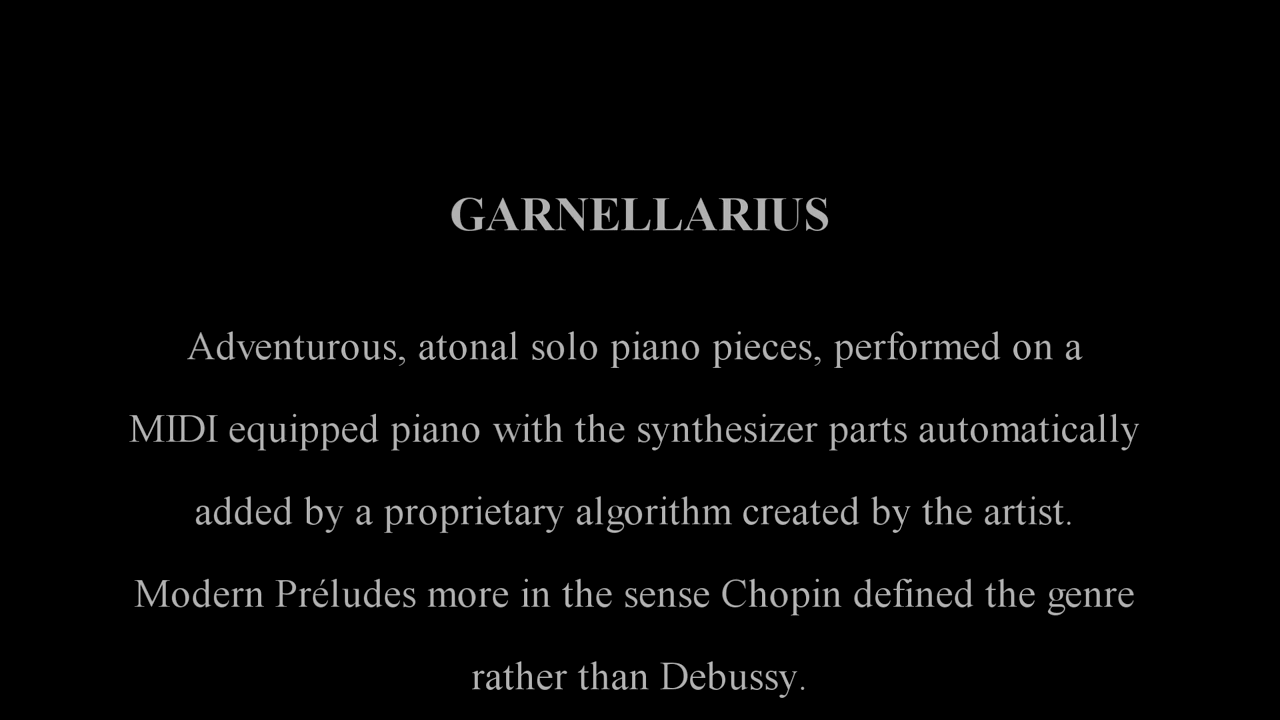 GARNELLARIUS
Adventurous, atonal solo piano pieces, performed on a
MIDI equipped piano with the synthesizer parts automatically
added by a proprietary algorithm created by the artist.
Modern Préludes more in the sense Chopin defined the genre
rather than Debussy.